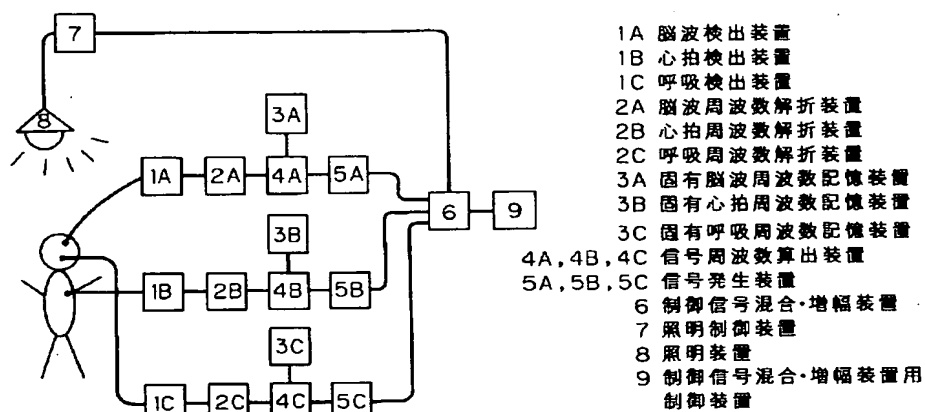 7
8
3A
1A
2A
4A
5A
6
9
3B
1B
2B
4B
5B
3C
1C
2C
4C
5C
1A 脳波検出装置
1B 心拍検出装置
1C 呼吸検出装置
2A 脳波周波数解折装置
2B 心拍周波数解折装置
2C 呼吸周波数解折装置
3A 固有脳波周波数記憶装置
3B 固有心拍周波数記憶装置
3C 固有呼吸周波数記憶装置
4A,4B,4C 信号周波数算出装置
5A,5B,5C 信号発生装置
6 制御信号混合・増幅装置
7 照明制御装置
8 照明装置
9 制御信号混合・増幅装置用
制御装置